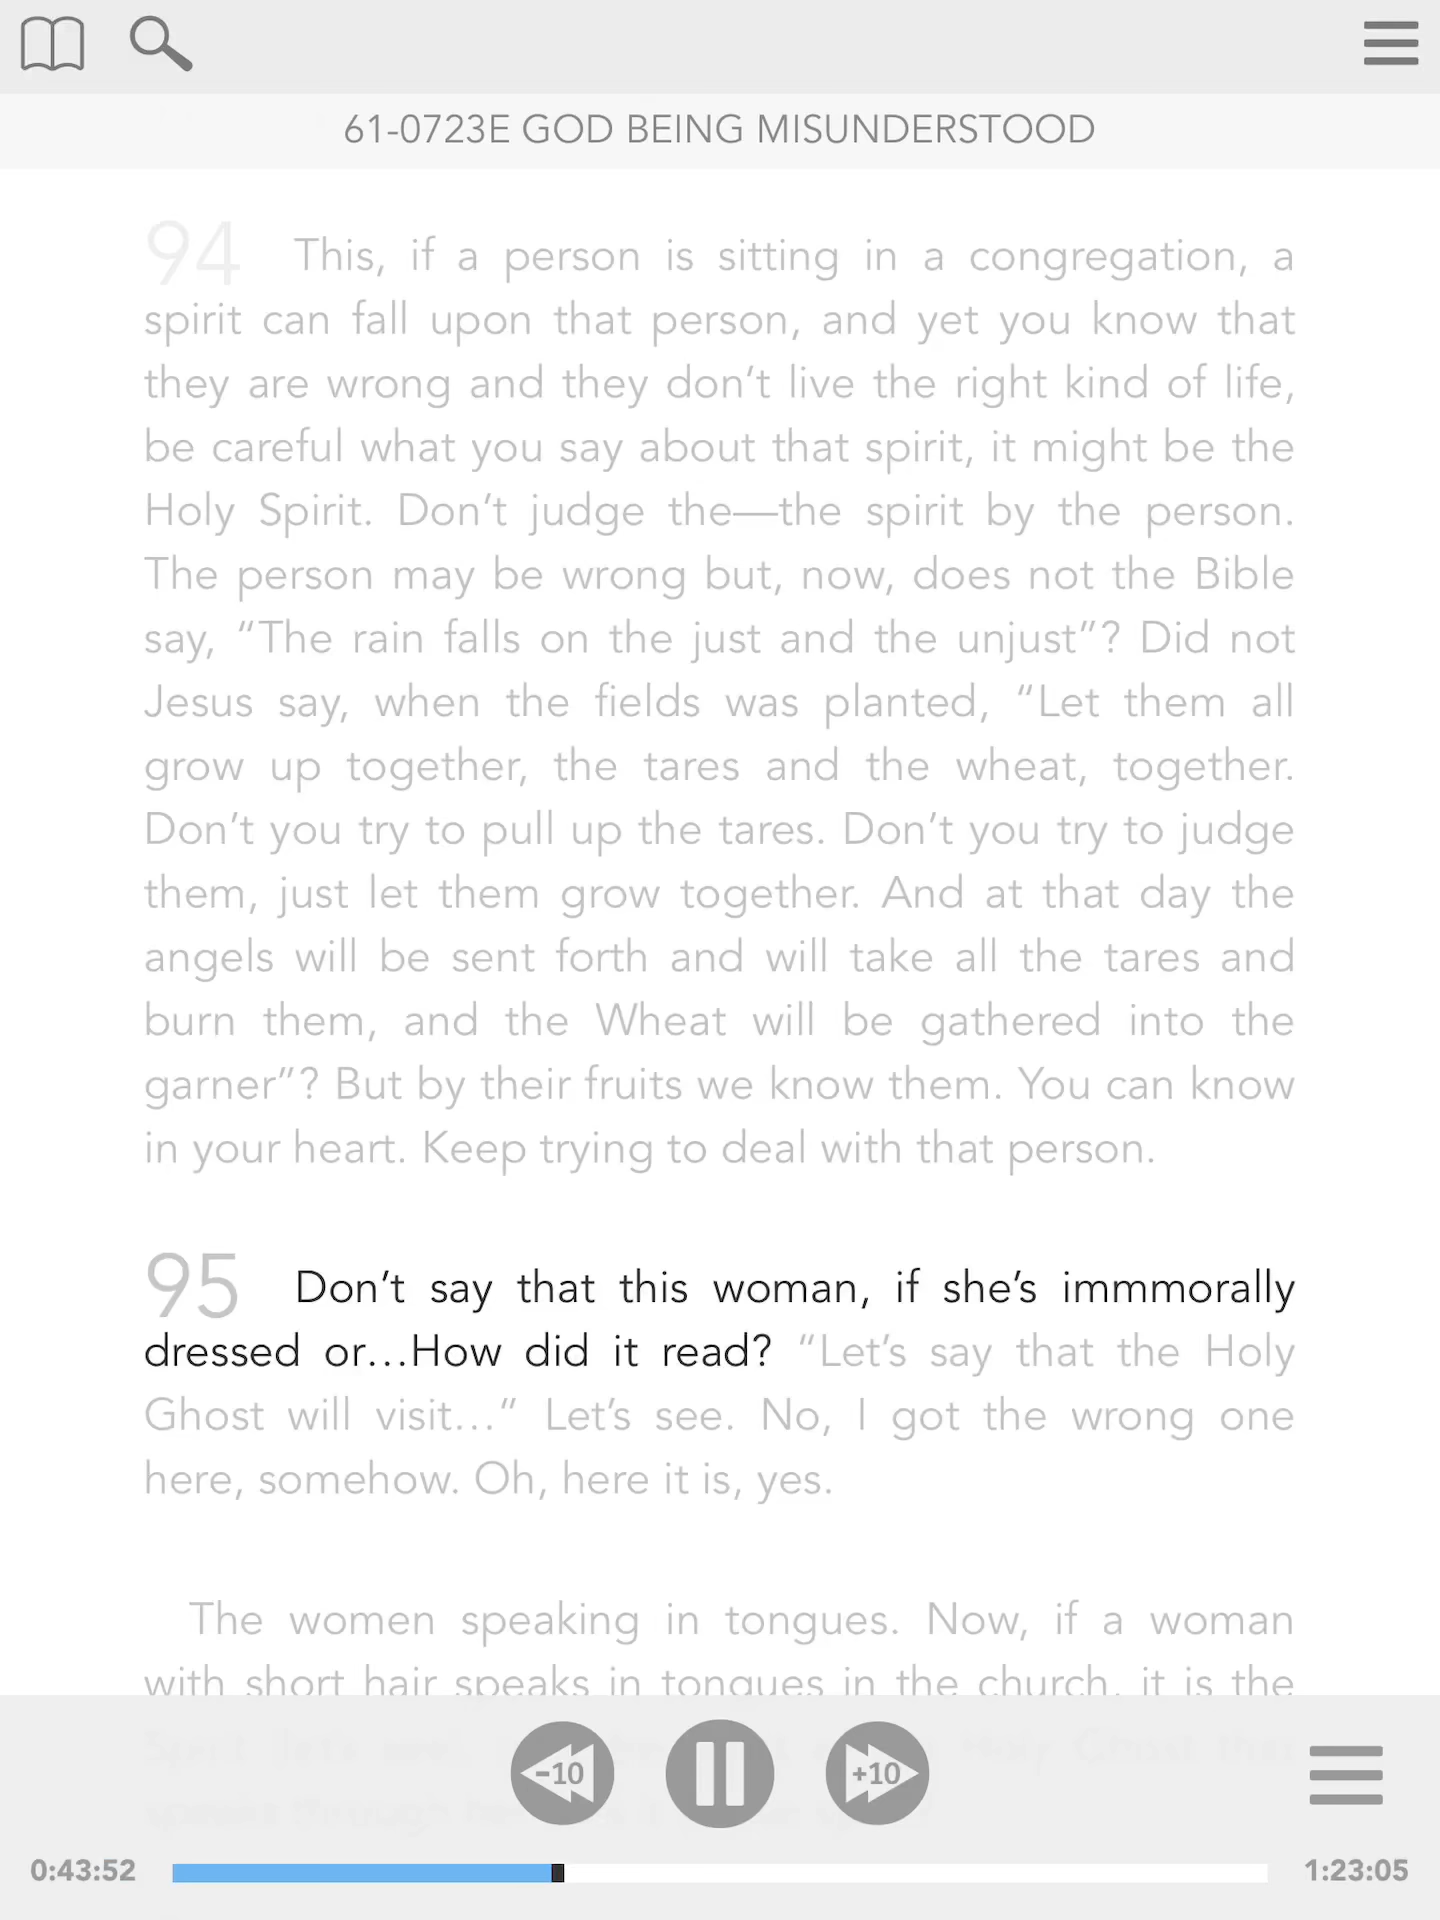 61-0723E GOD BEING MISUNDERSTOOD
94 This, if a person is sitting in a congregation, a
spirit can fall upon that person, and yet you know that
they are wrong and they don't live the right kind of life,
be careful what you say about that spirit, it might be the
Holy Spirit. Don't judge the—the spirit by the person.
The person may be wrong but, now, does not the Bible
say, “The rain falls on the just and the unjust”? Did not
Jesus say, when the fields was planted, “Let them all
grow up together, the tares and the wheat, together.
Don't you try to pull up the tares. Don't you try to judge
them, just let them grow together. And at that day the
angels will be sent forth and will take all the tares and
burn them, and the Wheat will be gathered into the
garner”? But by their fruits we know them. You can know
in your heart. Keep trying to deal with that person.
95 Don't say that this woman, if she's immmorally
dressed or…How did it read? “Let's say that the Holy
Ghost will visit…” Let's see. No, I got the wrong one
here, somehow. Oh, here it is, yes.
The women speaking in tongues. Now, if a woman
with short hair speaks in tongues in the church, it is the
Holy Ghost that
-10 +10
0:43:52 1:23:05